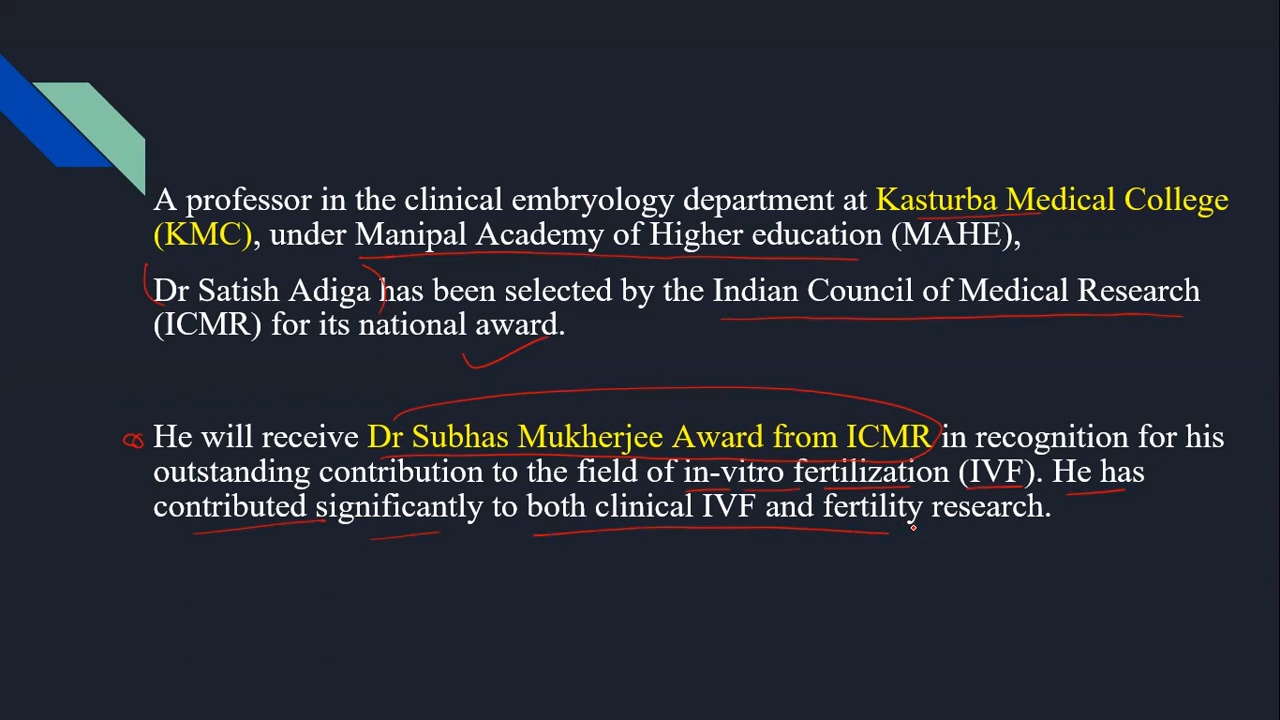 A professor in the clinical embryology department at Kasturba Medical College
(KMC), under Manipal Academy of Higher education (MAHE),
Dr Satish Adiga has been selected by the Indian Council of Medical Research
(ICMR) for its national award.
He will receive Dr Subhas Mukherjee Award from ICMR in recognition for his
outstanding contribution to the field of in-vitro fertilization (IVF). He has
contributed significantly to both clinical IVF and fertility research.